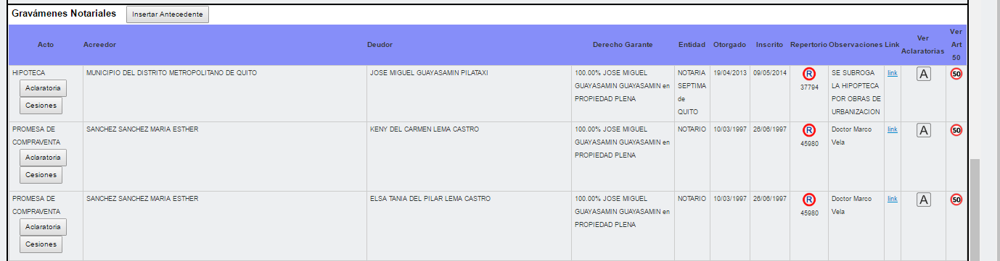 Gravámenes Notariales Insertar Antecedente
Acto Acreedor Deudor Derecho Garante Entidad Otorgado Inscrito Repertorio Observaciones Link Ver Aclaratorias Ver Art 50
HIPOTECA
Aclaratoria
Cesiones
MUNICIPIO DEL DISTRITO METROPOLITANO DE QUITO
JOSE MIGUEL GUAYASAMIN PILATAXI
100.00% JOSE MIGUEL
GUAYASAMIN GUAYASAMIN en
PROPIEDAD PLENA
NOTARIA
SEPTIMA
de
QUITO
19/04/2013
09/05/2014
R
37794
SE SUBROGA
LA HIPOPTECA
POR OBRAS DE
URBANIZACION
link
A
50
PROMESA DE
COMPRAVENTA
Aclaratoria
Cesiones
SANCHEZ SANCHEZ MARIA ESTHER
KENY DEL CARMEN LEMA CASTRO
100.00% JOSE MIGUEL
GUAYASAMIN GUAYASAMIN en
PROPIEDAD PLENA
NOTARIO
10/03/1997
26/06/1997
R
45980
Doctor Marco
Vela
link
A
50
PROMESA DE
COMPRAVENTA
Aclaratoria
Cesiones
SANCHEZ SANCHEZ MARIA ESTHER
ELSA TANIA DEL PILAR LEMA CASTRO
100.00% JOSE MIGUEL
GUAYASAMIN GUAYASAMIN en
PROPIEDAD PLENA
NOTARIO
10/03/1997
26/06/1997
R
45980
Doctor Marco
Vela
link
A
50